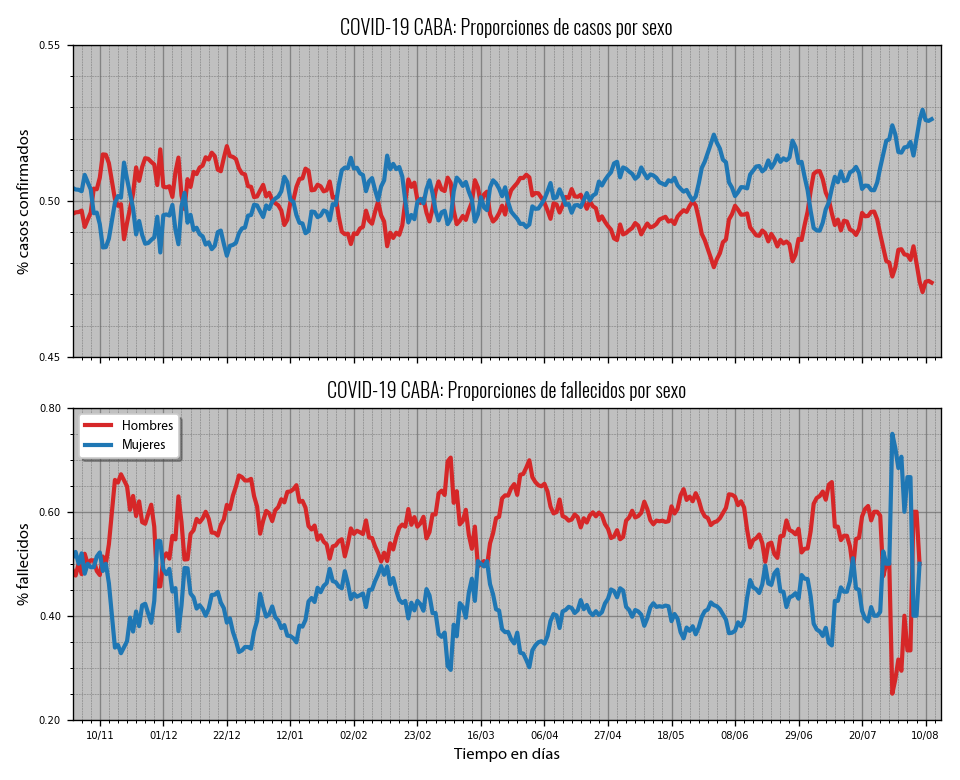 COVID-19 CABA: Proporciones de casos por sexo
0.55
0.50
0.45
% casos confirmados
COVID-19 CABA: Proporciones de fallecidos por sexo
0.80
0.60
0.40
0.20
% fallecidos
Hombres
Mujeres
10/11 01/12 22/12 12/01 02/02 23/02 16/03 06/04 27/04 18/05 08/06 29/06 20/07 10/08
Tiempo en días